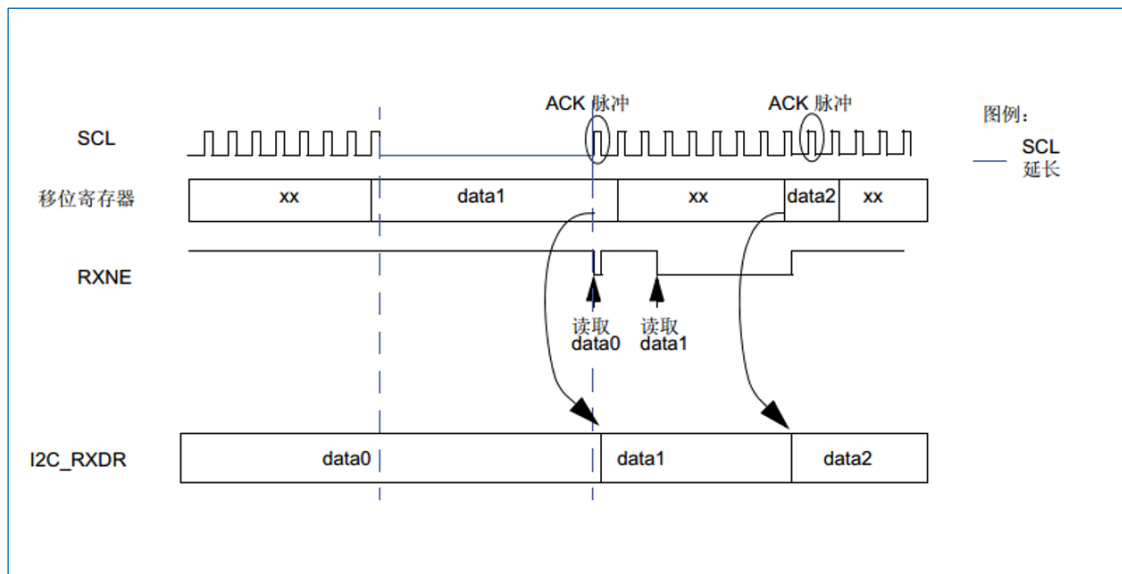 ACK 脉冲
ACK 脉冲
图例：
SCL
SCL
延长
移位寄存器
xx
data1
xx
data2
xx
RXNE
读取
data0
读取
data1
I2C_RXDR
data0
data1
data2